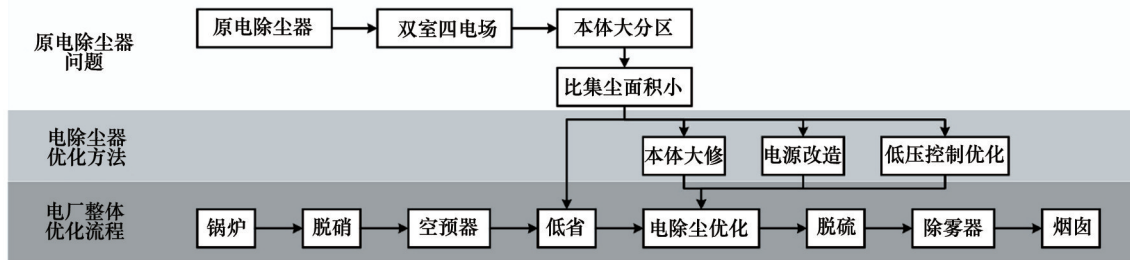 原电除尘器
问题
原电除尘器
双室四电场
本体大分区
比集尘面积小
电除尘器
优化方法
本体大修
电源改造
低压控制优化
电厂整体
优化流程
锅炉
脱硝
空预器
低省
电除尘优化
脱硫
除雾器
烟囱